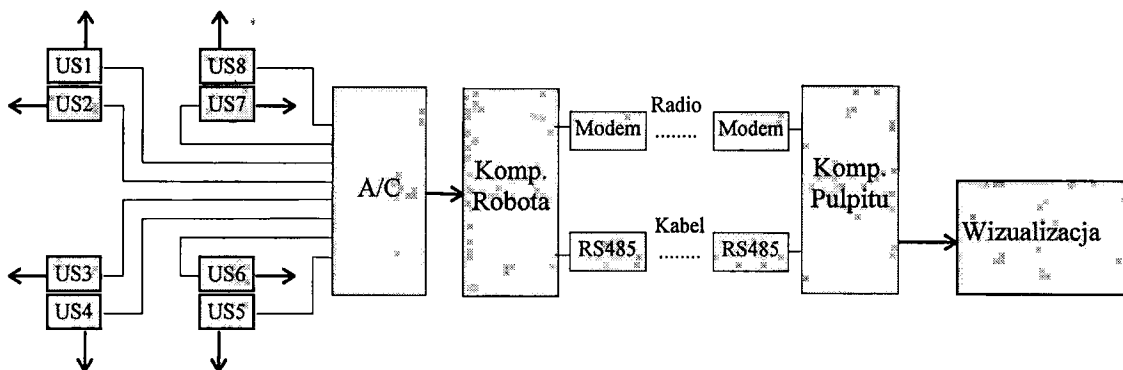 US1
US2
US8
US7
US3
US4
US6
US5
A/C
Komp.
Robota
Modem
Radio
........
Modem
RS485
Kabel
........
RS485
Komp.
Pulpitu
Wizualizacja